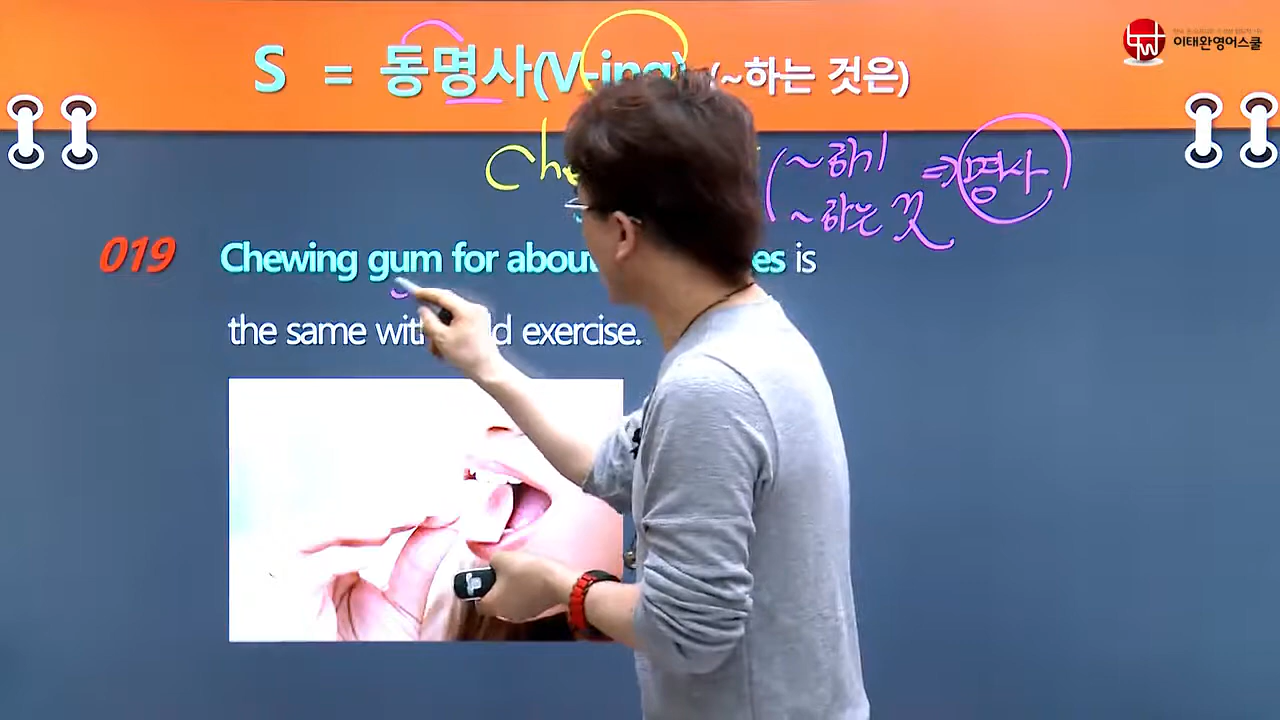 S = 동명사(V-ing) (~하는 것은)
이태완영어스쿨
(~하기
~하는 것 => 명사
019 Chewing gum for about es is
the same with d exercise.